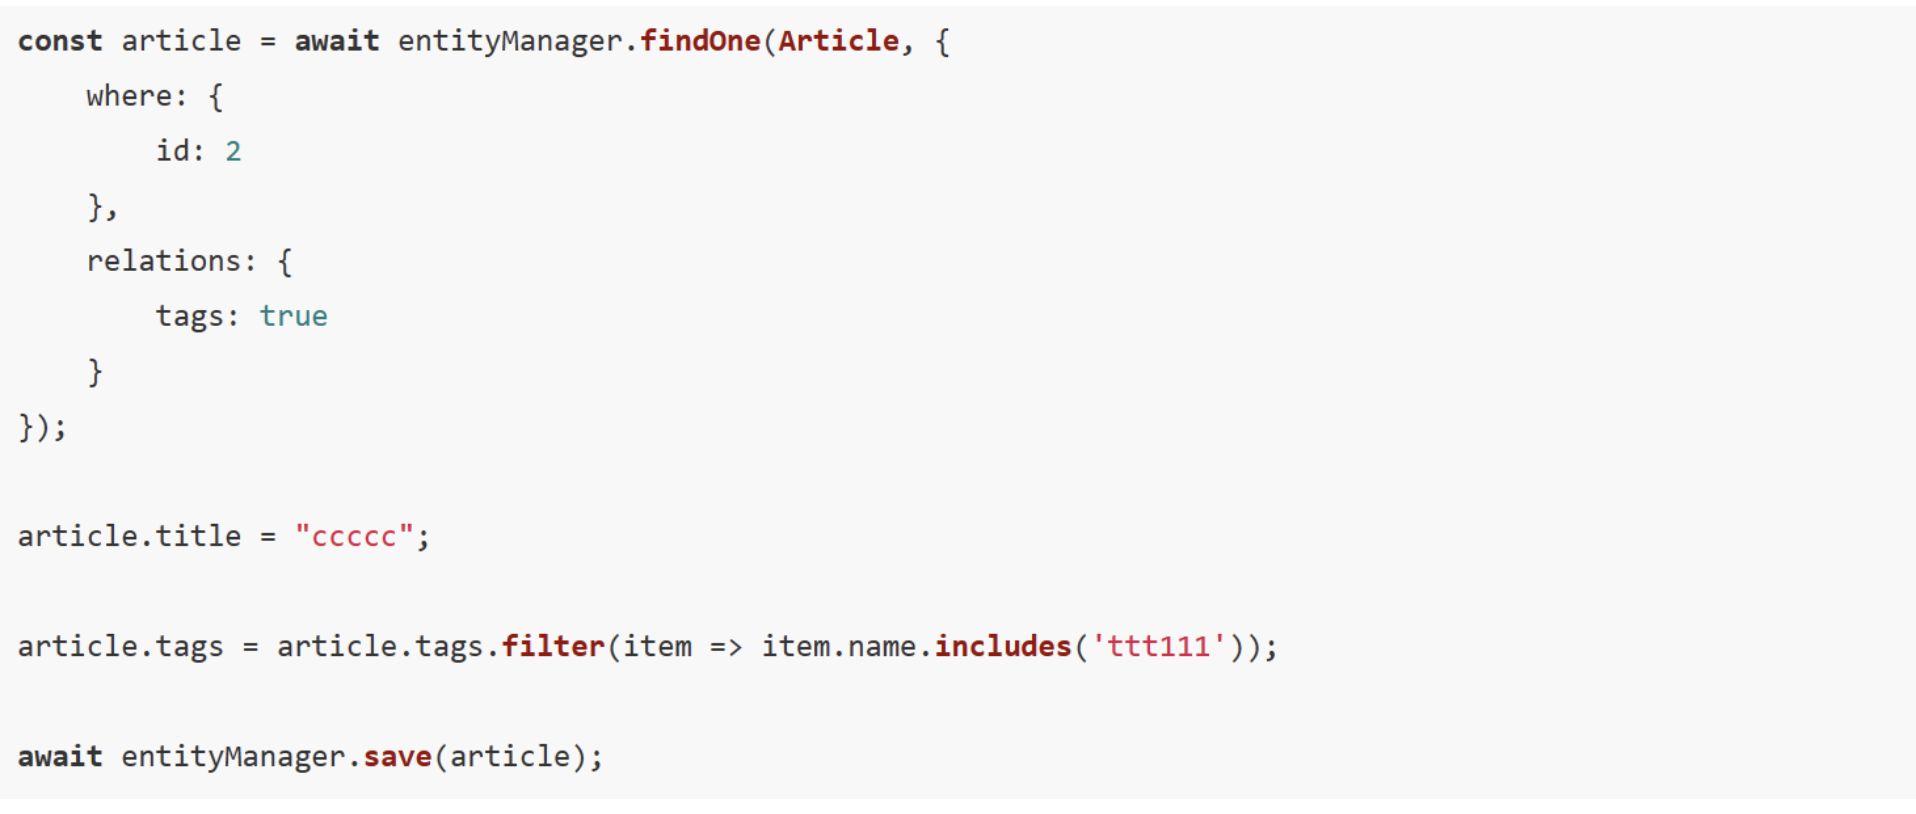 const article = await entityManager.findOne(Article, {
    where: {
        id: 2
    },
    relations: {
        tags: true
    }
});

article.title = "ccccc";

article.tags = article.tags.filter(item => item.name.includes('ttt111'));

await entityManager.save(article);